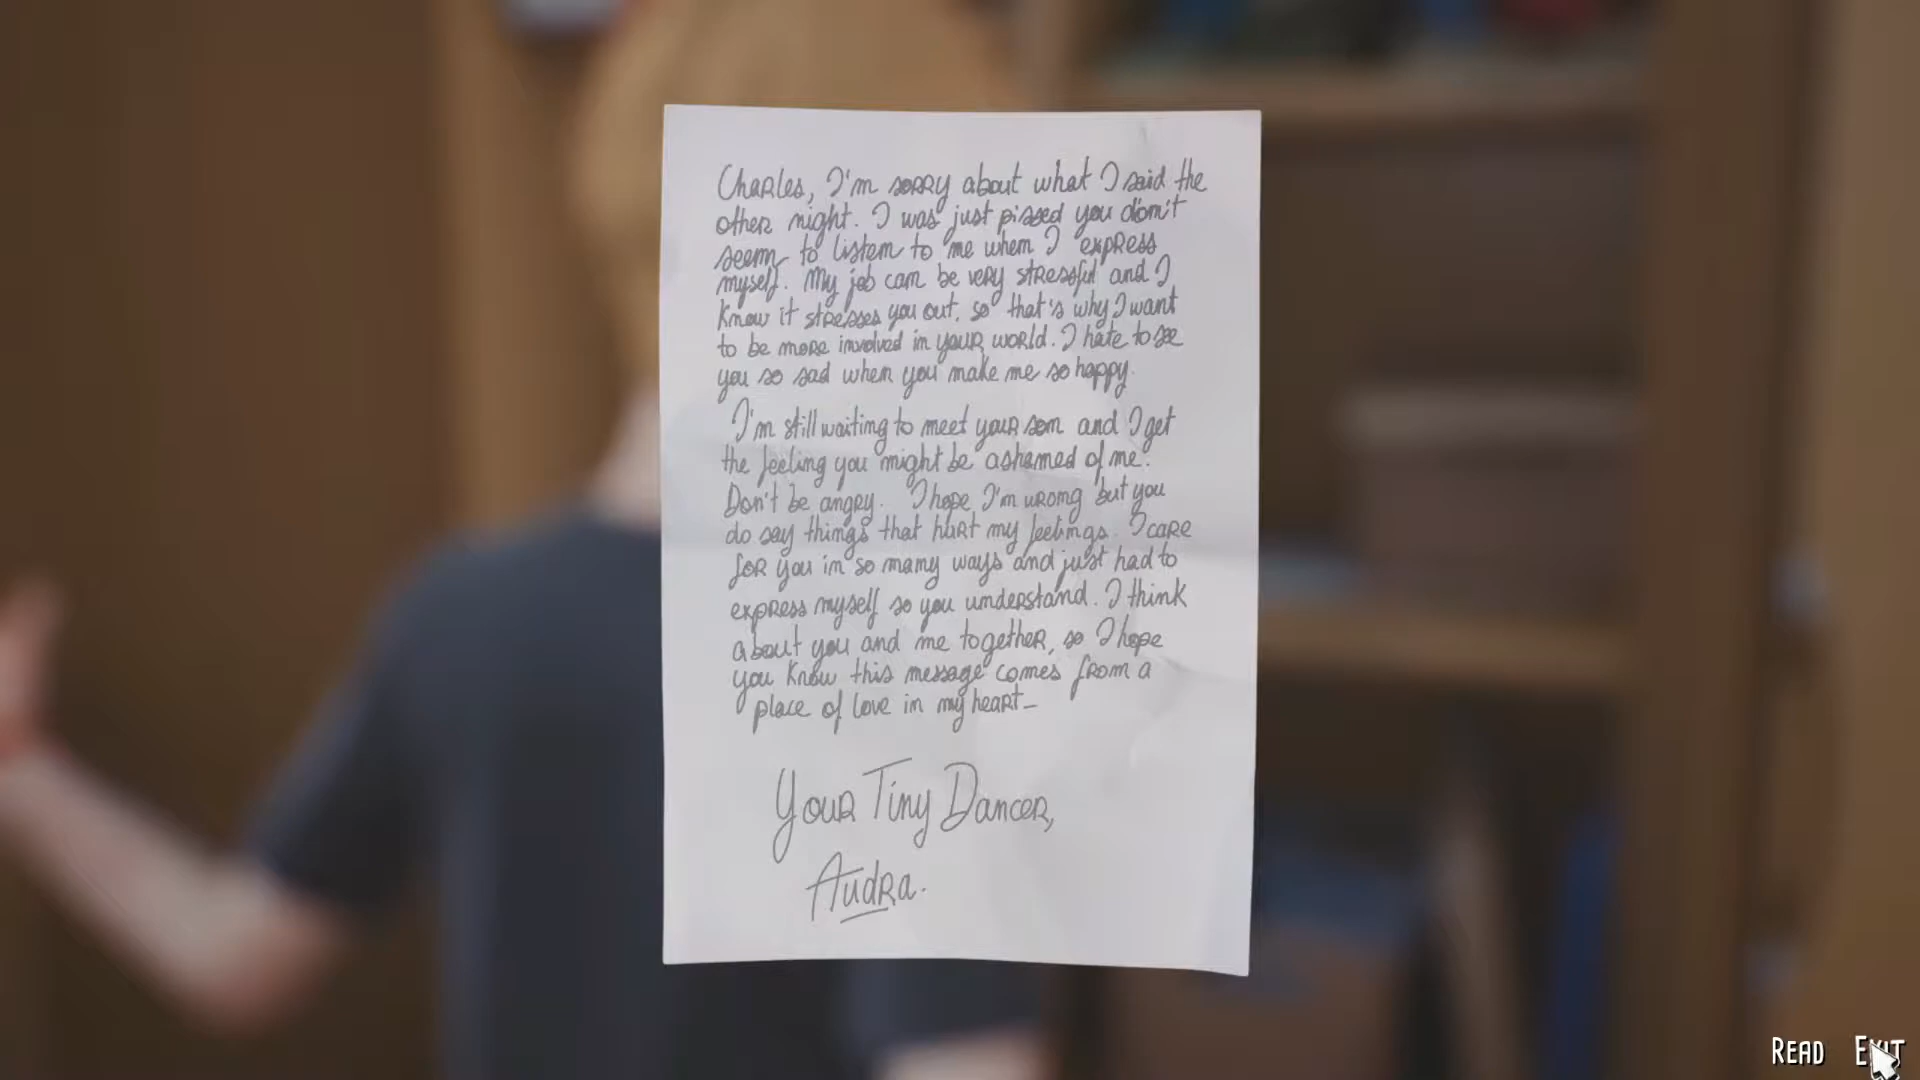 Charles, I'm sorry about what I said the
other night. I was just pissed you don't
seem to listen to me when I express
myself. My job can be very stressful and I
know it stresses you out, so that's why I want
to be more involved in your world. I hate to see
you so sad when you make me so happy.
I'm still waiting to meet your son and I get
the feeling you might be ashamed of me.
Don't be angry. I hope I'm wrong but you
do say things that hurt my feelings. I care
for you in so many ways and just had to
express myself so you understand. I think
about you and me together, so I hope
you know this message comes from a
place of love in my heart_
Your Tiny Dancer,
Audra.
READ EXIT